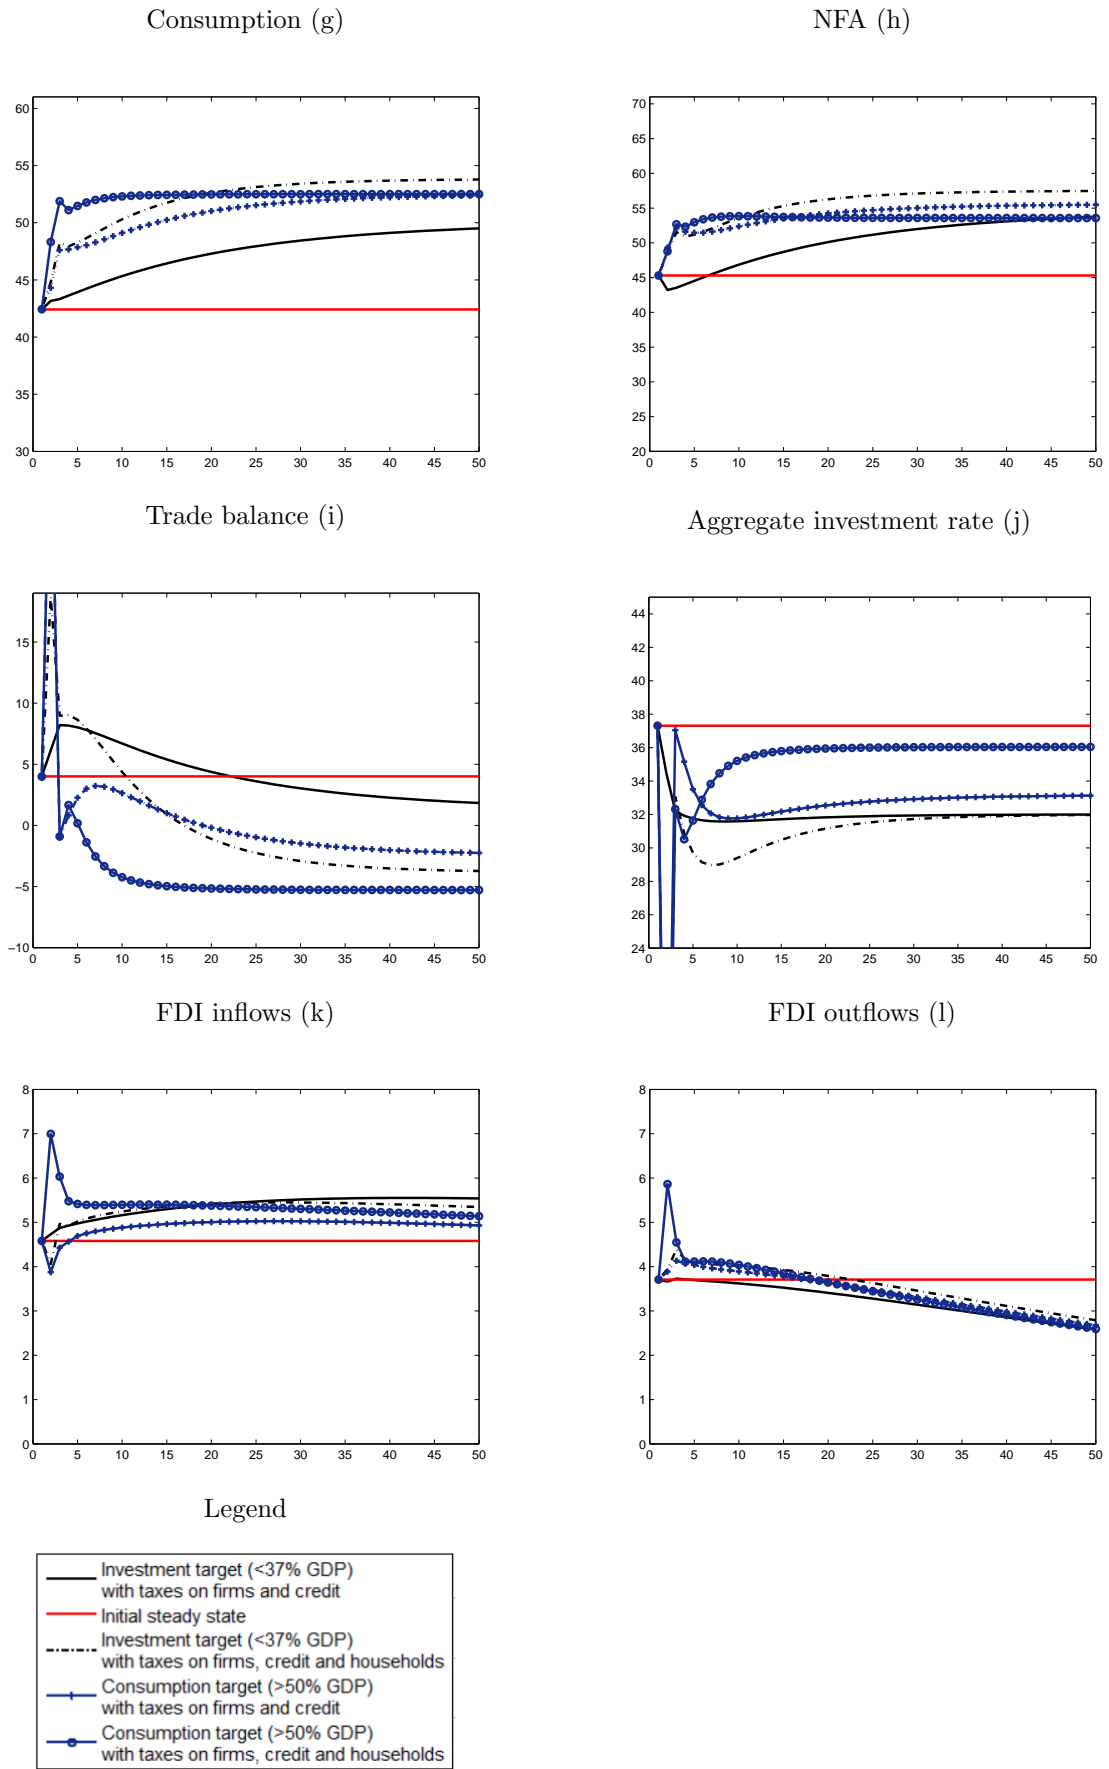 Consumption (g)
NFA (h)
60
55
50
45
40
35
30
0 5 10 15 20 25 30 35 40 45 50
70
65
60
55
50
45
40
35
30
25
20
0 5 10 15 20 25 30 35 40 45 50
Trade balance (i)
Aggregate investment rate (j)
15
10
5
0
−5
−10
0 5 10 15 20 25 30 35 40 45 50
44
42
40
38
36
34
32
30
28
26
24
0 5 10 15 20 25 30 35 40 45 50
FDI inflows (k)
FDI outflows (l)
8
7
6
5
4
3
2
1
0
0 5 10 15 20 25 30 35 40 45 50
8
7
6
5
4
3
2
1
0
0 5 10 15 20 25 30 35 40 45 50
Legend
Investment target (<37% GDP)
with taxes on firms and credit
Initial steady state
Investment target (<37% GDP)
with taxes on firms, credit and households
Consumption target (>50% GDP)
with taxes on firms and credit
Consumption target (>50% GDP)
with taxes on firms, credit and households